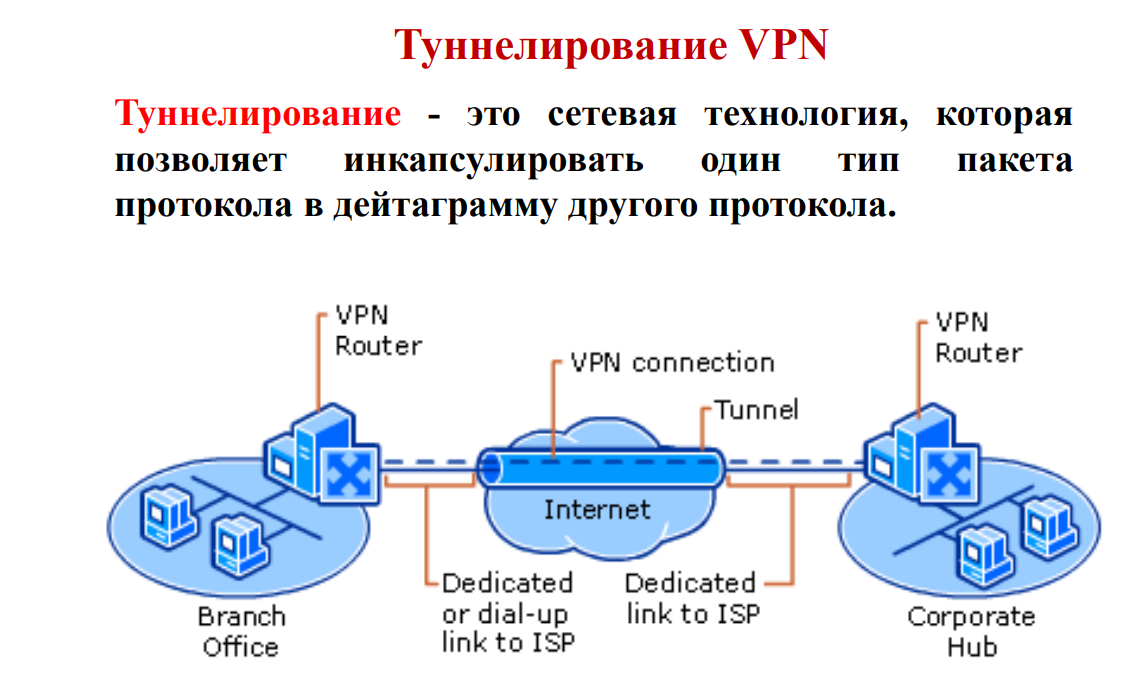 Туннелирование VPN
Туннелирование - это сетевая технология, которая
позволяет инкапсулировать один тип пакета
протокола в дейтаграмму другого протокола.
VPN
Router
VPN connection
Tunnel
VPN
Router
Internet
Branch
Office
Dedicated
or dial-up
link to ISP
Dedicated
link to ISP
Corporate
Hub